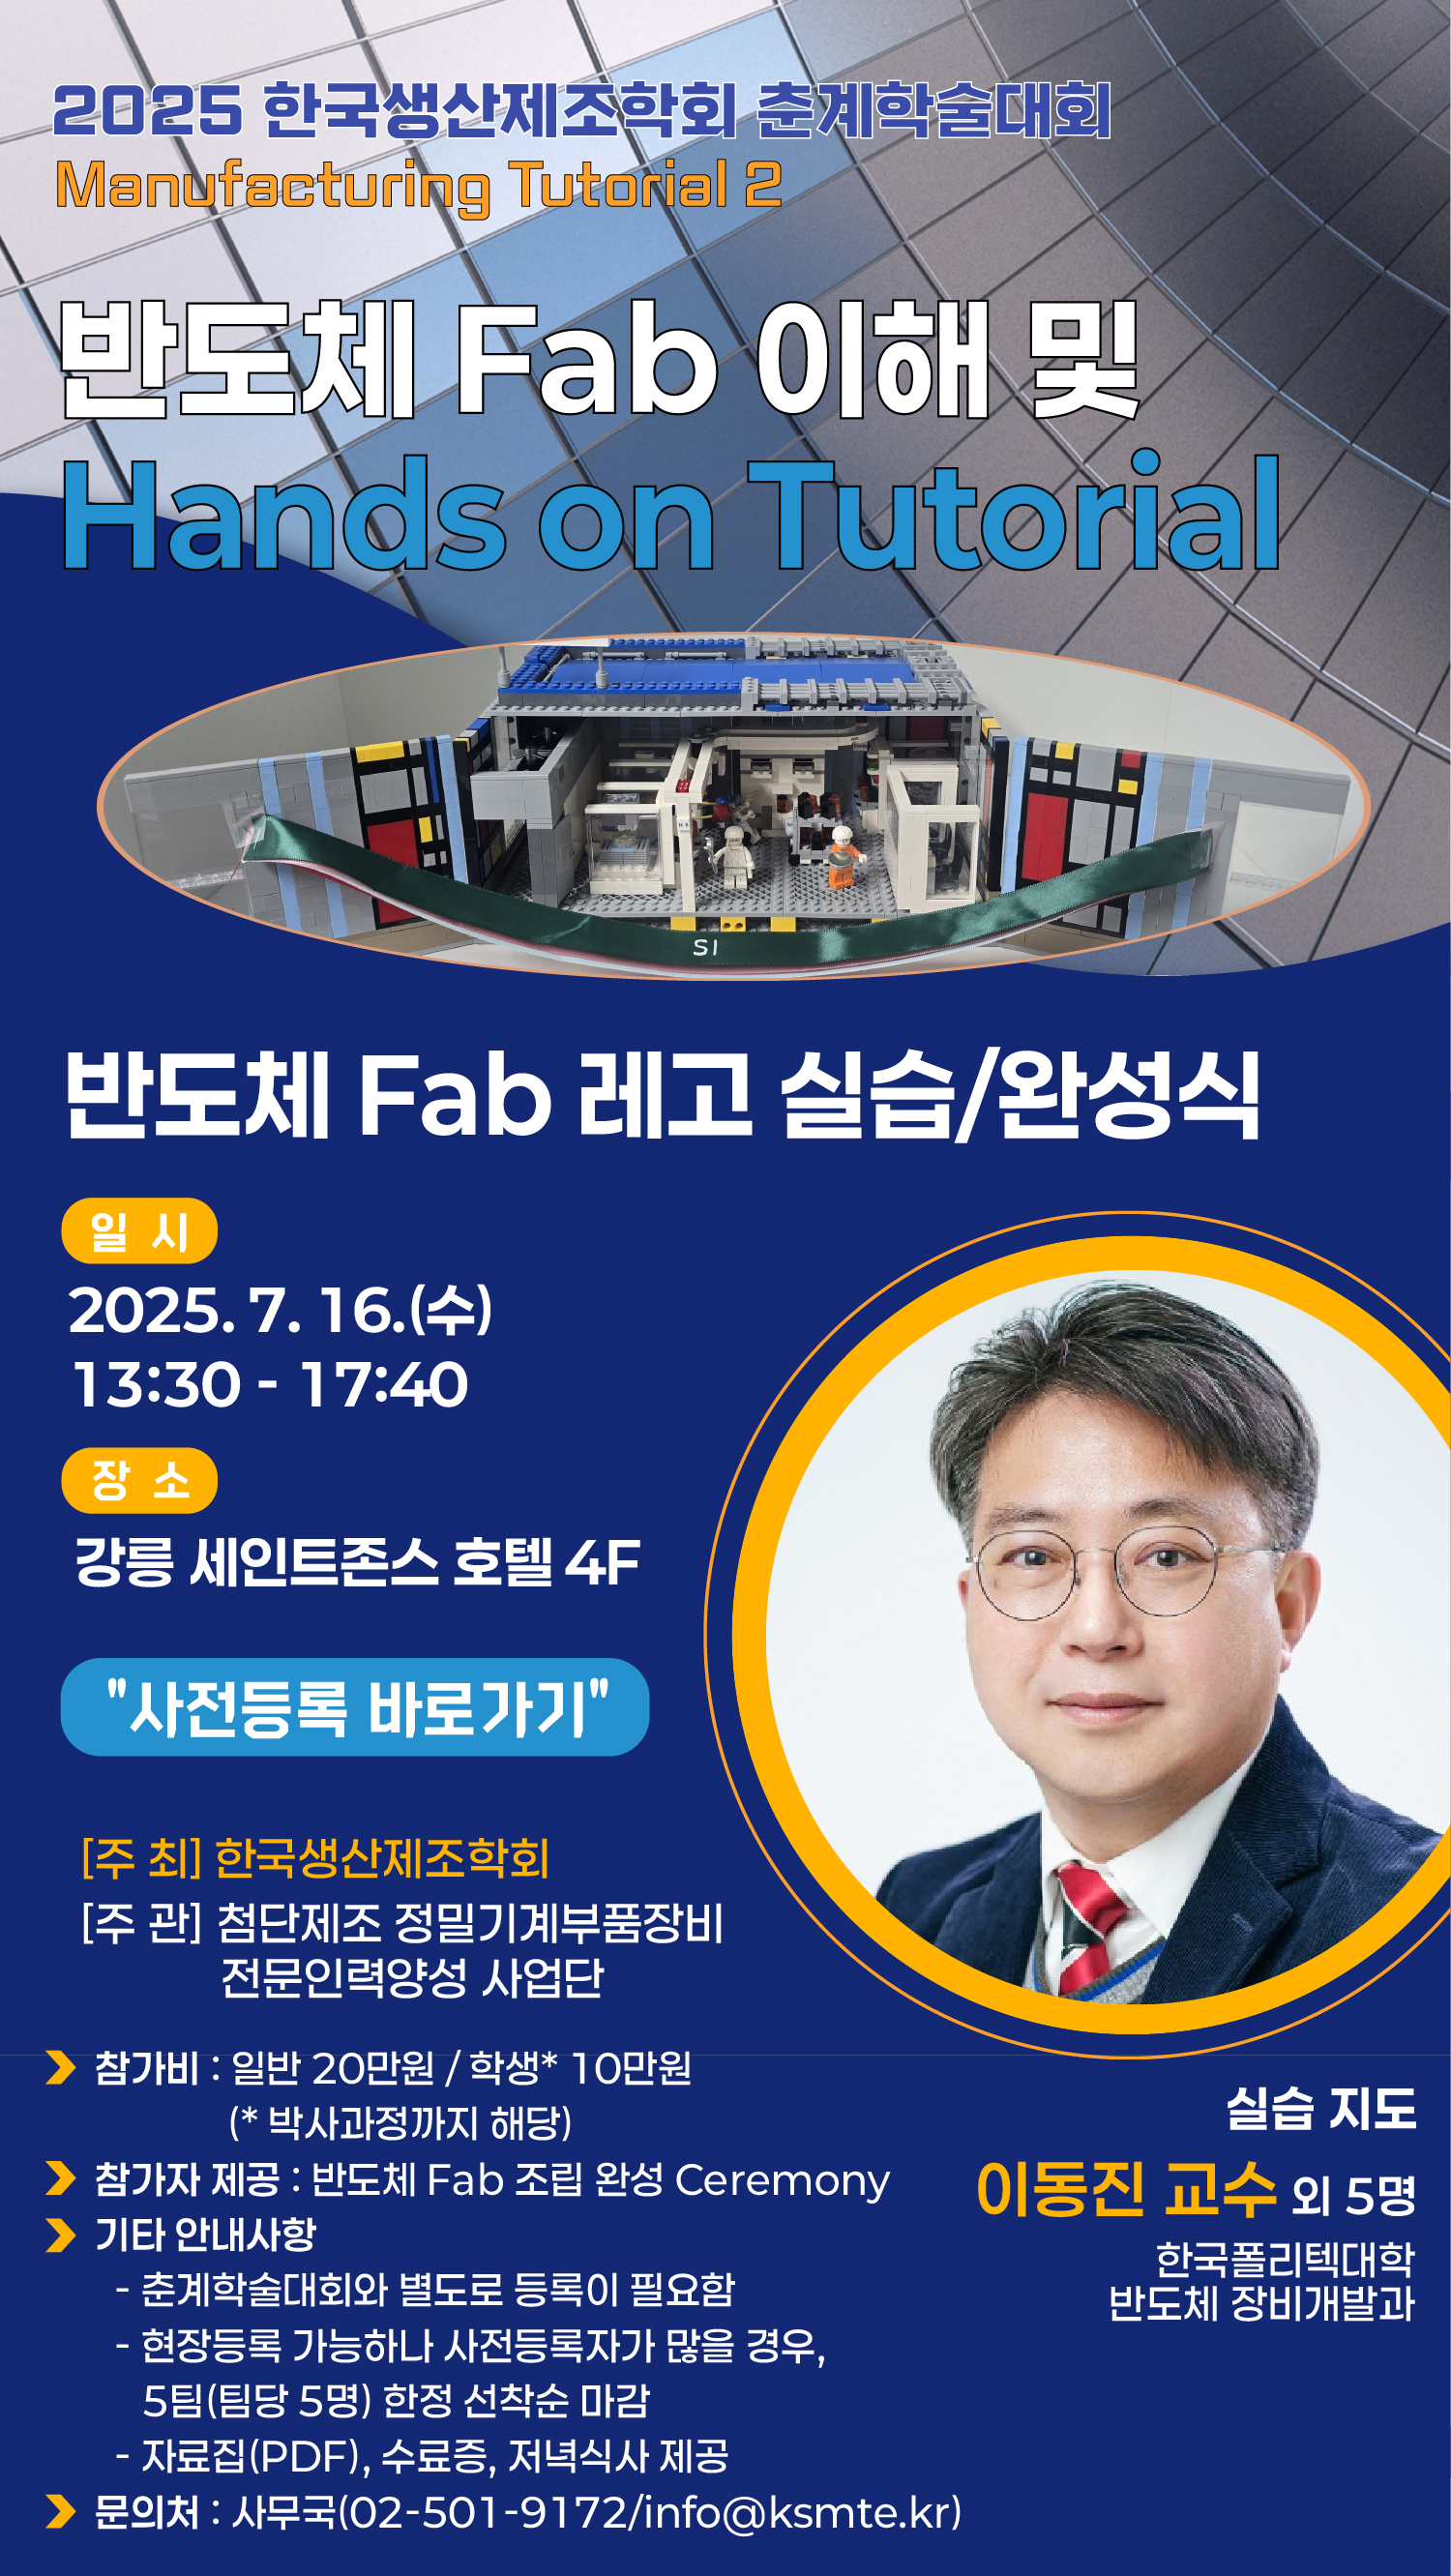 2025 한국생산제조학회 춘계학술대회
Manufacturing Tutorial 2
반도체 Fab 이해 및
Hands on Tutorial
SI
반도체 Fab 레고 실습/완성식
일 시
2025. 7. 16.(수)
13:30 - 17:40
장 소
강릉 세인트존스 호텔 4F
"사전등록 바로가기"
[주 최] 한국생산제조학회
[주 관] 첨단제조 정밀기계부품장비
전문인력양성 사업단
참가비 : 일반 20만원 / 학생* 10만원
(* 박사과정까지 해당)
참가자 제공 : 반도체 Fab 조립 완성 Ceremony
기타 안내사항
- 춘계학술대회와 별도로 등록이 필요함
- 현장등록 가능하나 사전등록자가 많을 경우,
5팀(팀당 5명) 한정 선착순 마감
- 자료집(PDF), 수료증, 저녁식사 제공
문의처 : 사무국(02-501-9172/info@ksmte.kr)
실습 지도
이동진 교수 외 5명
한국폴리텍대학
반도체 장비개발과